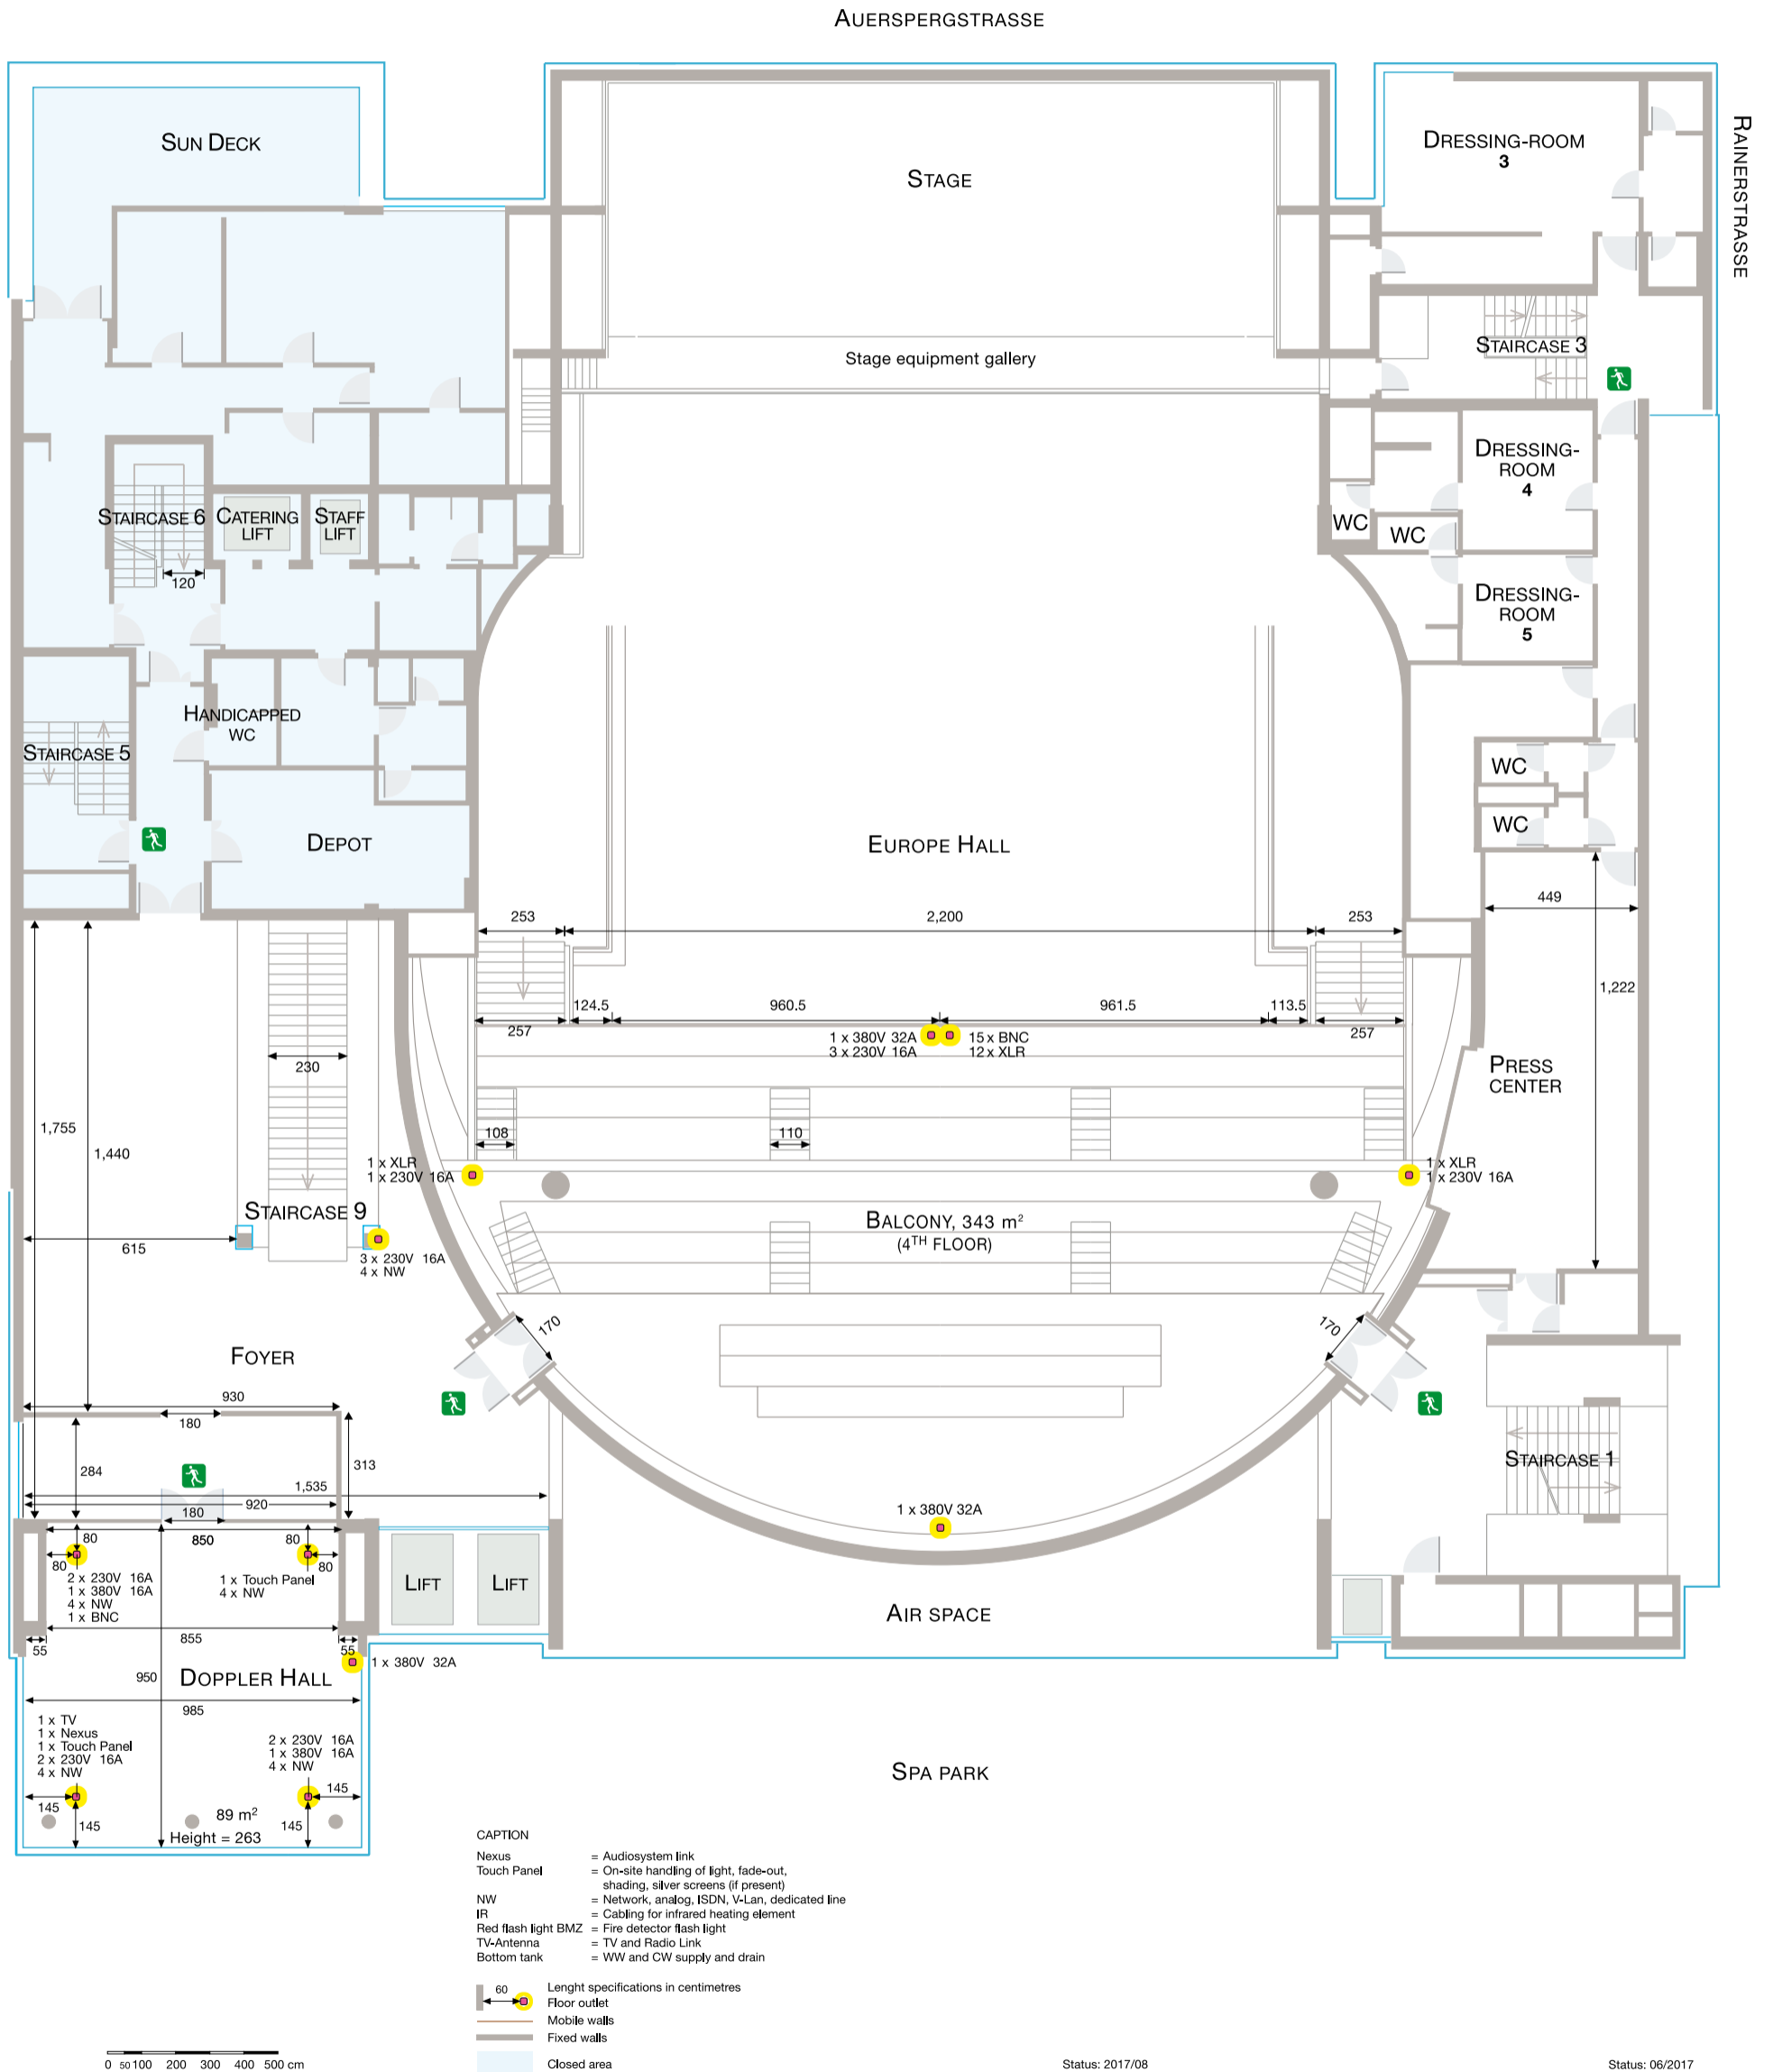 AUERSPERGSTRASSE
RAINERSTRASSE
SUN DECK
STAGE
DRESSING-ROOM
3
Stage equipment gallery
STAIRCASE 3
DRESSING-
ROOM
4
STAIRCASE 6
CATERING
LIFT
STAFF
LIFT
WC
WC
120
DRESSING-
ROOM
5
HANDICAPPED
WC
STAIRCASE 5
WC
WC
DEPOT
EUROPE HALL
253
2,200
253
449
1,222
124.5
960.5
961.5
113.5
257
257
1 x 380V 32A
3 x 230V 16A
15 x BNC
12 x XLR
230
PRESS
CENTER
1,755
1,440
108
110
1 x XLR
1 x 230V 16A
1 x XLR
1 x 230V 16A
STAIRCASE 9
BALCONY, 343 m²
(4TH FLOOR)
615
3 x 230V 16A
4 x NW
170
170
FOYER
930
180
284
313
1,535
920
180
STAIRCASE 1
1 x 380V 32A
80
850
80
80
80
2 x 230V 16A
1 x 380V 16A
4 x NW
1 x BNC
1 x Touch Panel
4 x NW
LIFT
LIFT
AIR SPACE
855
55
55
1 x 380V 32A
950
DOPPLER HALL
985
1 x TV
1 x Nexus
1 x Touch Panel
2 x 230V 16A
4 x NW
2 x 230V 16A
1 x 380V 16A
4 x NW
145
145
145
145
89 m²
Height = 263
SPA PARK
CAPTION
Nexus = Audiosystem link
Touch Panel = On-site handling of light, fade-out,
shading, silver screens (if present)
NW = Network, analog, ISDN, V-Lan, dedicated line
IR = Cabling for infrared heating element
Red flash light BMZ = Fire detector flash light
TV-Antenna = TV and Radio Link
Bottom tank = WW and CW supply and drain
60
Lenght specifications in centimetres
Floor outlet
Mobile walls
Fixed walls
Closed area
0 50 100 200 300 400 500 cm
Status: 2017/08
Status: 06/2017